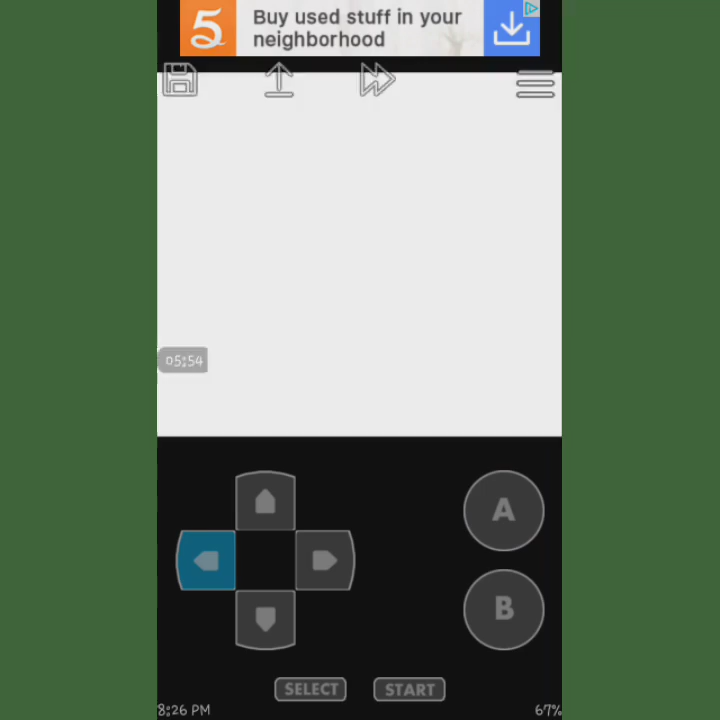 5
Buy used stuff in your
neighborhood
05:54
A
B
SELECT
START
8:26 PM
67%